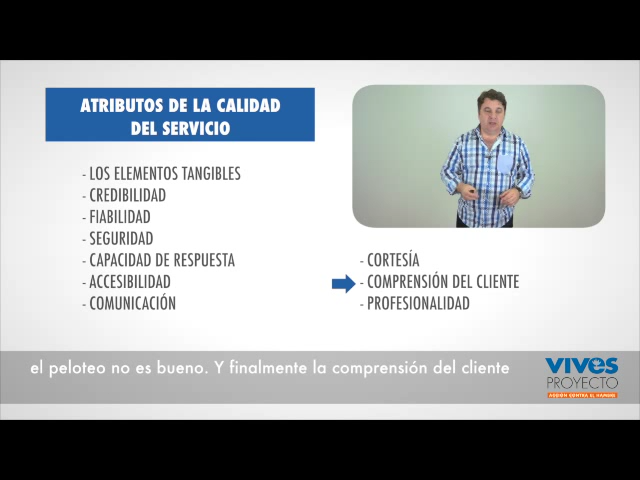 ATRIBUTOS DE LA CALIDAD
DEL SERVICIO
- LOS ELEMENTOS TANGIBLES
- CREDIBILIDAD
- FIABILIDAD
- SEGURIDAD
- CAPACIDAD DE RESPUESTA
- ACCESIBILIDAD
- COMUNICACIÓN
- CORTESÍA
- COMPRENSIÓN DEL CLIENTE
- PROFESIONALIDAD
el peloteo no es bueno. Y finalmente la comprensión del cliente
VIVES
PROYECTO
ACCIÓN CONTRA EL HAMBRE